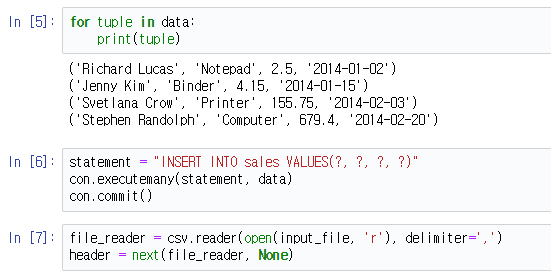 In [5]: for tuple in data:
    print(tuple)
('Richard Lucas', 'Notepad', 2.5, '2014-01-02')
('Jenny Kim', 'Binder', 4.15, '2014-01-15')
('Svetlana Crow', 'Printer', 155.75, '2014-02-03')
('Stephen Randolph', 'Computer', 679.4, '2014-02-20')
In [6]: statement = "INSERT INTO sales VALUES(?, ?, ?, ?)"
con.executemany(statement, data)
con.commit()
In [7]: file_reader = csv.reader(open(input_file, 'r'), delimiter=',')
header = next(file_reader, None)